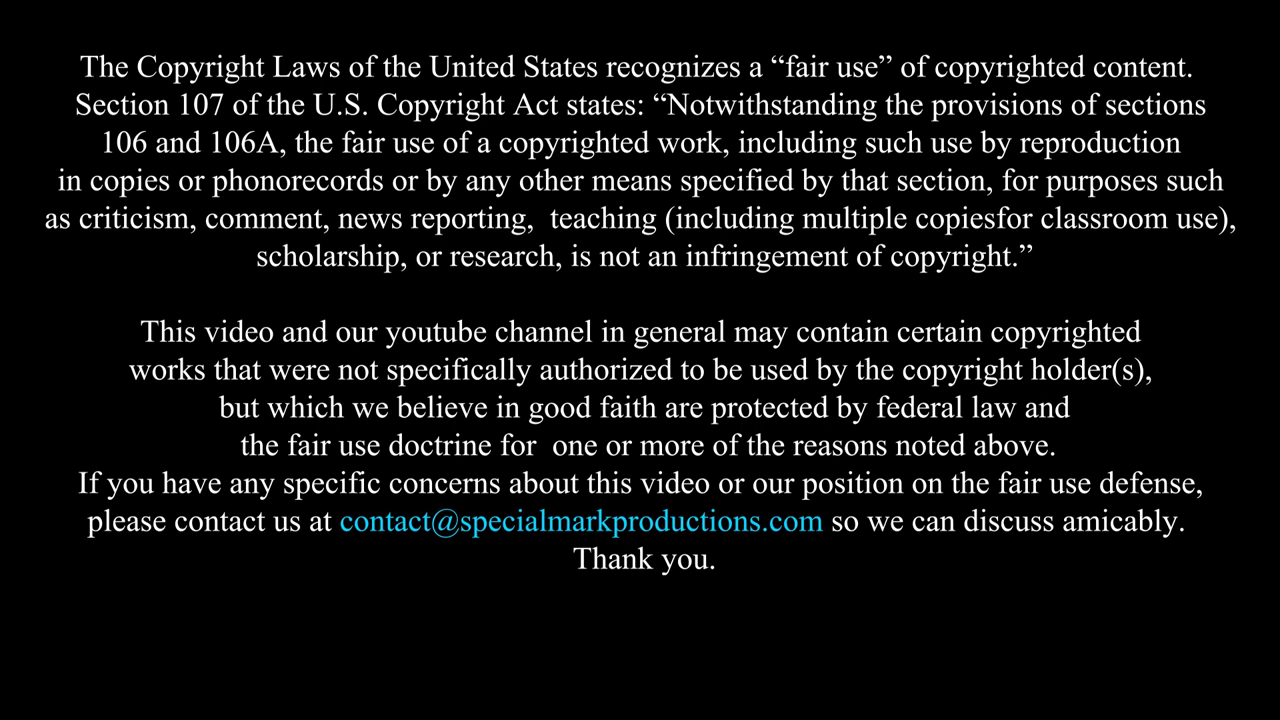 The Copyright Laws of the United States recognizes a “fair use” of copyrighted content.
Section 107 of the U.S. Copyright Act states: “Notwithstanding the provisions of sections
106 and 106A, the fair use of a copyrighted work, including such use by reproduction
in copies or phonorecords or by any other means specified by that section, for purposes such
as criticism, comment, news reporting,  teaching (including multiple copiesfor classroom use),
scholarship, or research, is not an infringement of copyright.”
This video and our youtube channel in general may contain certain copyrighted
works that were not specifically authorized to be used by the copyright holder(s),
but which we believe in good faith are protected by federal law and
the fair use doctrine for  one or more of the reasons noted above.
If you have any specific concerns about this video or our position on the fair use defense,
please contact us at contact@specialmarkproductions.com so we can discuss amicably.
Thank you.